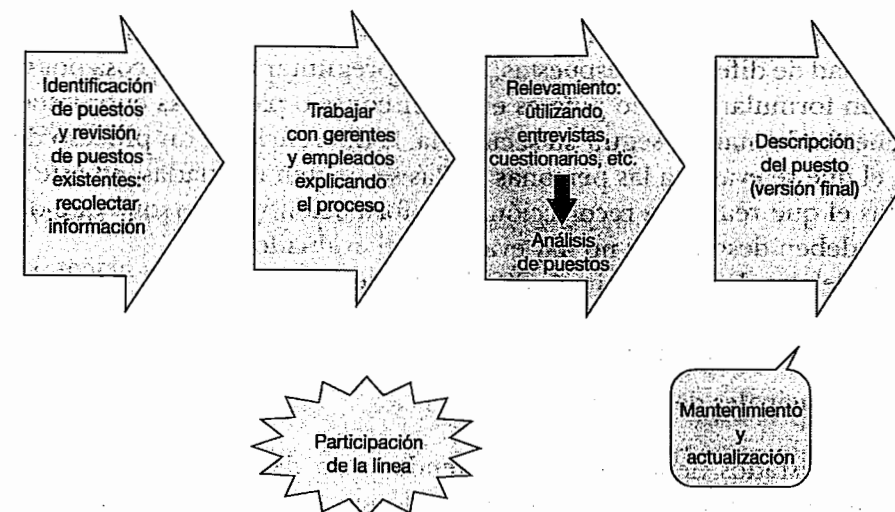 Identificación
de puestos
y revisión
de puestos
existentes:
recolectar
información
Trabajar
con gerentes
y empleados
explicando
el proceso
Relevamiento:
utilizando
entrevistas,
cuestionarios, etc.
Análisis
de puestos
Descripción
del puesto
(versión final)
Participación
de la línea
Mantenimiento
y
actualización